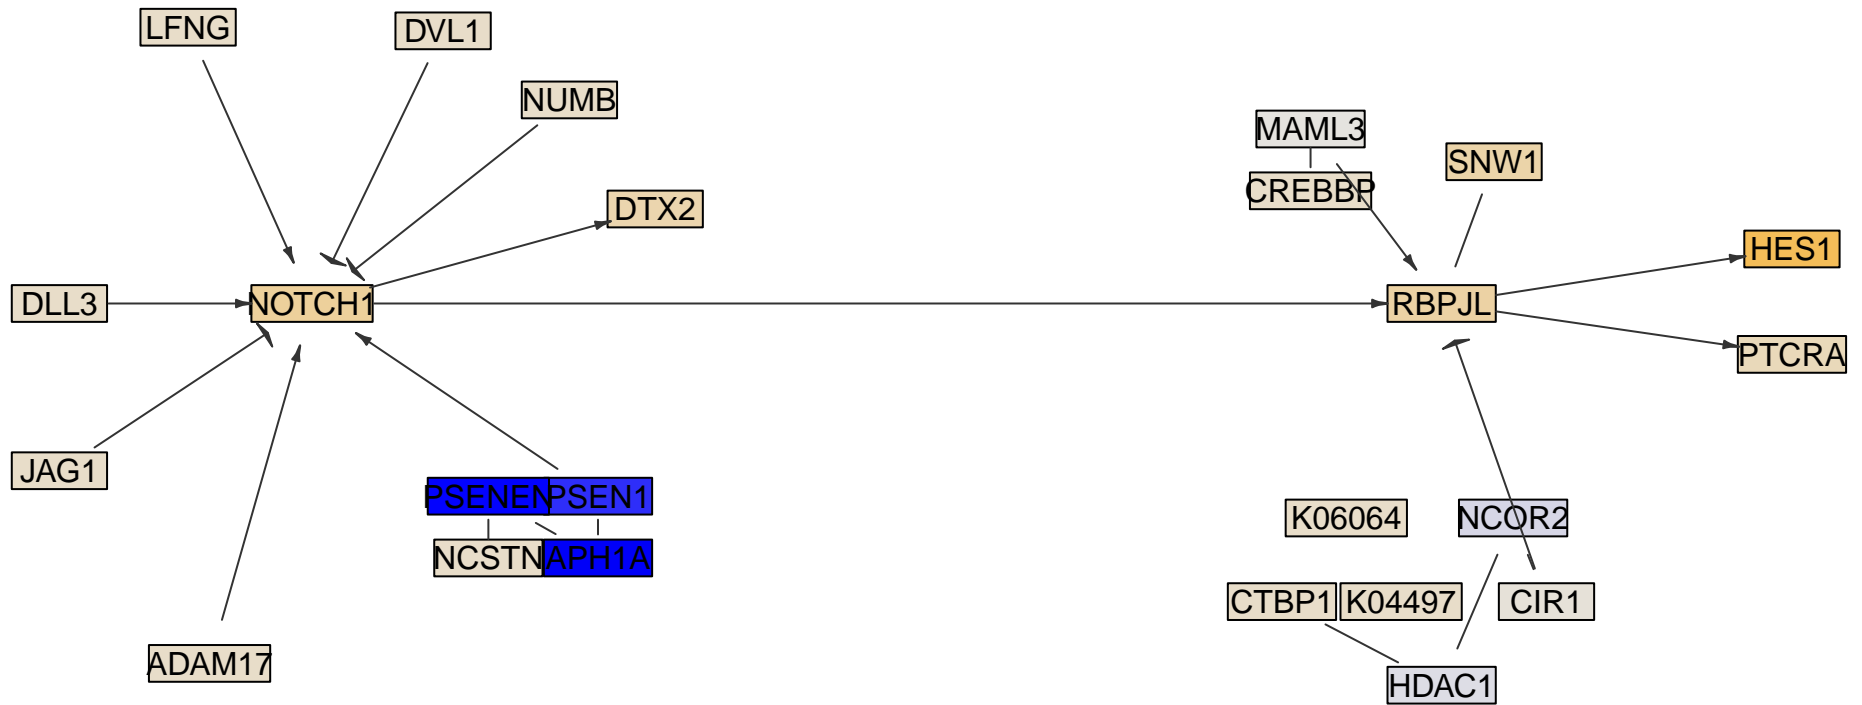 LFNG
DVL1
NUMB
MAML3
SNW1
CREBBP
DTX2
HES1
DLL3
NOTCH1
RBPJL
PTCRA
JAG1
PSENEN
PSEN1
K06064
NCOR2
NCSTN
APH1A
CTBP1
K04497
CIR1
ADAM17
HDAC1